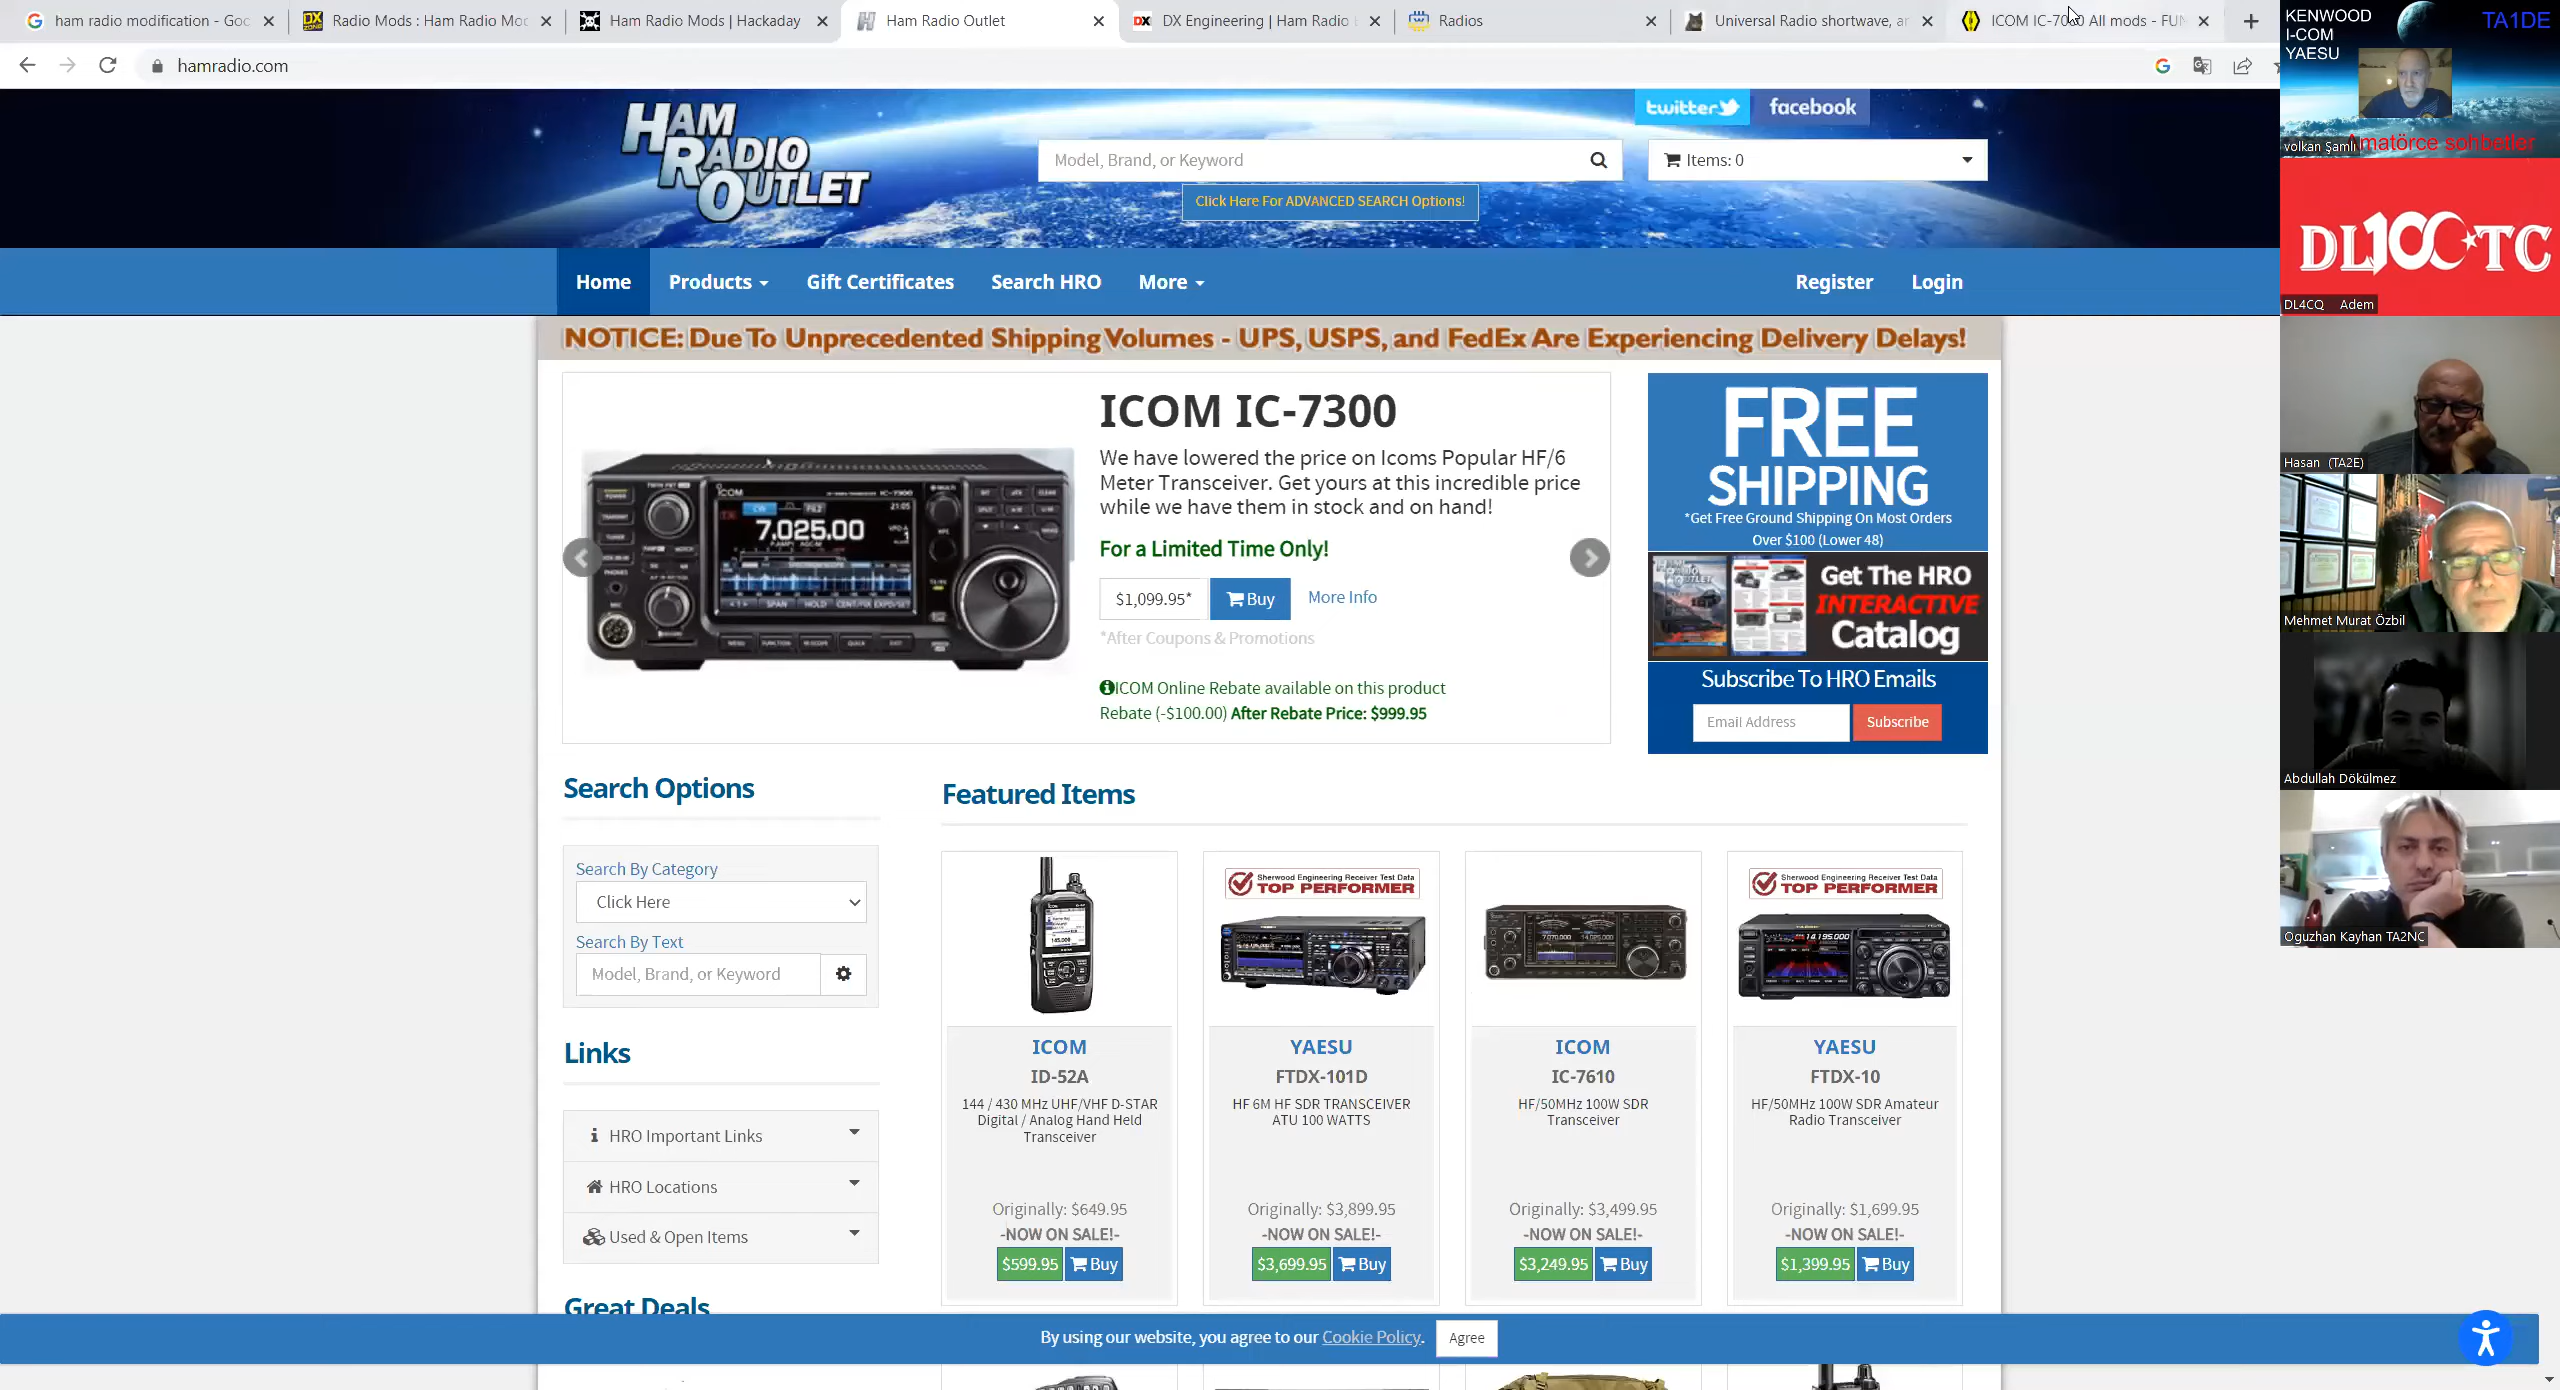 ham radio modification - Goc
Radio Mods : Ham Radio Moc
Ham Radio Mods | Hackaday
Ham Radio Outlet
DX Engineering | Ham Radio
Radios
Universal Radio shortwave, ar
ICOM IC-7000 All mods - FUN
hamradio.com
HAM
RADIO
OUTLET
twitter
facebook
Model, Brand, or Keyword
Items: 0
Click Here For ADVANCED SEARCH Options!
Home
Products
Gift Certificates
Search HRO
More
Register
Login
NOTICE: Due To Unprecedented Shipping Volumes - UPS, USPS, and FedEx Are Experiencing Delivery Delays!
ICOM
7,025.00
ICOM IC-7300
We have lowered the price on Icoms Popular HF/6
Meter Transceiver. Get yours at this incredible price
while we have them in stock and on hand!
For a Limited Time Only!
$1,099.95*
Buy
More Info
*After Coupons & Promotions
ICOM Online Rebate available on this product
Rebate (-$100.00) After Rebate Price: $999.95
FREE
SHIPPING
*Get Free Ground Shipping On Most Orders
Over $100 (Lower 48)
Get The HRO
INTERACTIVE
Catalog
Subscribe To HRO Emails
Email Address
Subscribe
Search Options
Search By Category
Click Here
Search By Text
Model, Brand, or Keyword
Links
HRO Important Links
HRO Locations
Used & Open Items
Great Deals
Featured Items
ICOM
ID-52A
144 / 430 MHz UHF/VHF D-STAR
Digital / Analog Hand Held
Transceiver
Originally: $649.95
-NOW ON SALE!-
$599.95
Buy
Sherwood Engineering Receiver Test Data
TOP PERFORMER
YAESU
FTDX-101D
HF 6M HF SDR TRANSCEIVER
ATU 100 WATTS
Originally: $3,899.95
-NOW ON SALE!-
$3,699.95
Buy
ICOM
IC-7610
HF/50MHz 100W SDR
Transceiver
Originally: $3,499.95
-NOW ON SALE!-
$3,249.95
Buy
Sherwood Engineering Receiver Test Data
TOP PERFORMER
14.195.000
YAESU
FTDX-10
HF/50MHz 100W SDR Amateur
Radio Transceiver
Originally: $1,699.95
-NOW ON SALE!-
$1,399.95
Buy
By using our website, you agree to our Cookie Policy.
Agree
KENWOOD
I-COM
YAESU
TA1DE
volkan Şamlı
Amatörce sohbetler
DL100TC
DL4CQ Adem
Hasan (TA2E)
Mehmet Murat Özbil
Abdullah Dökülmez
Oguzhan Kayhan TA2NC